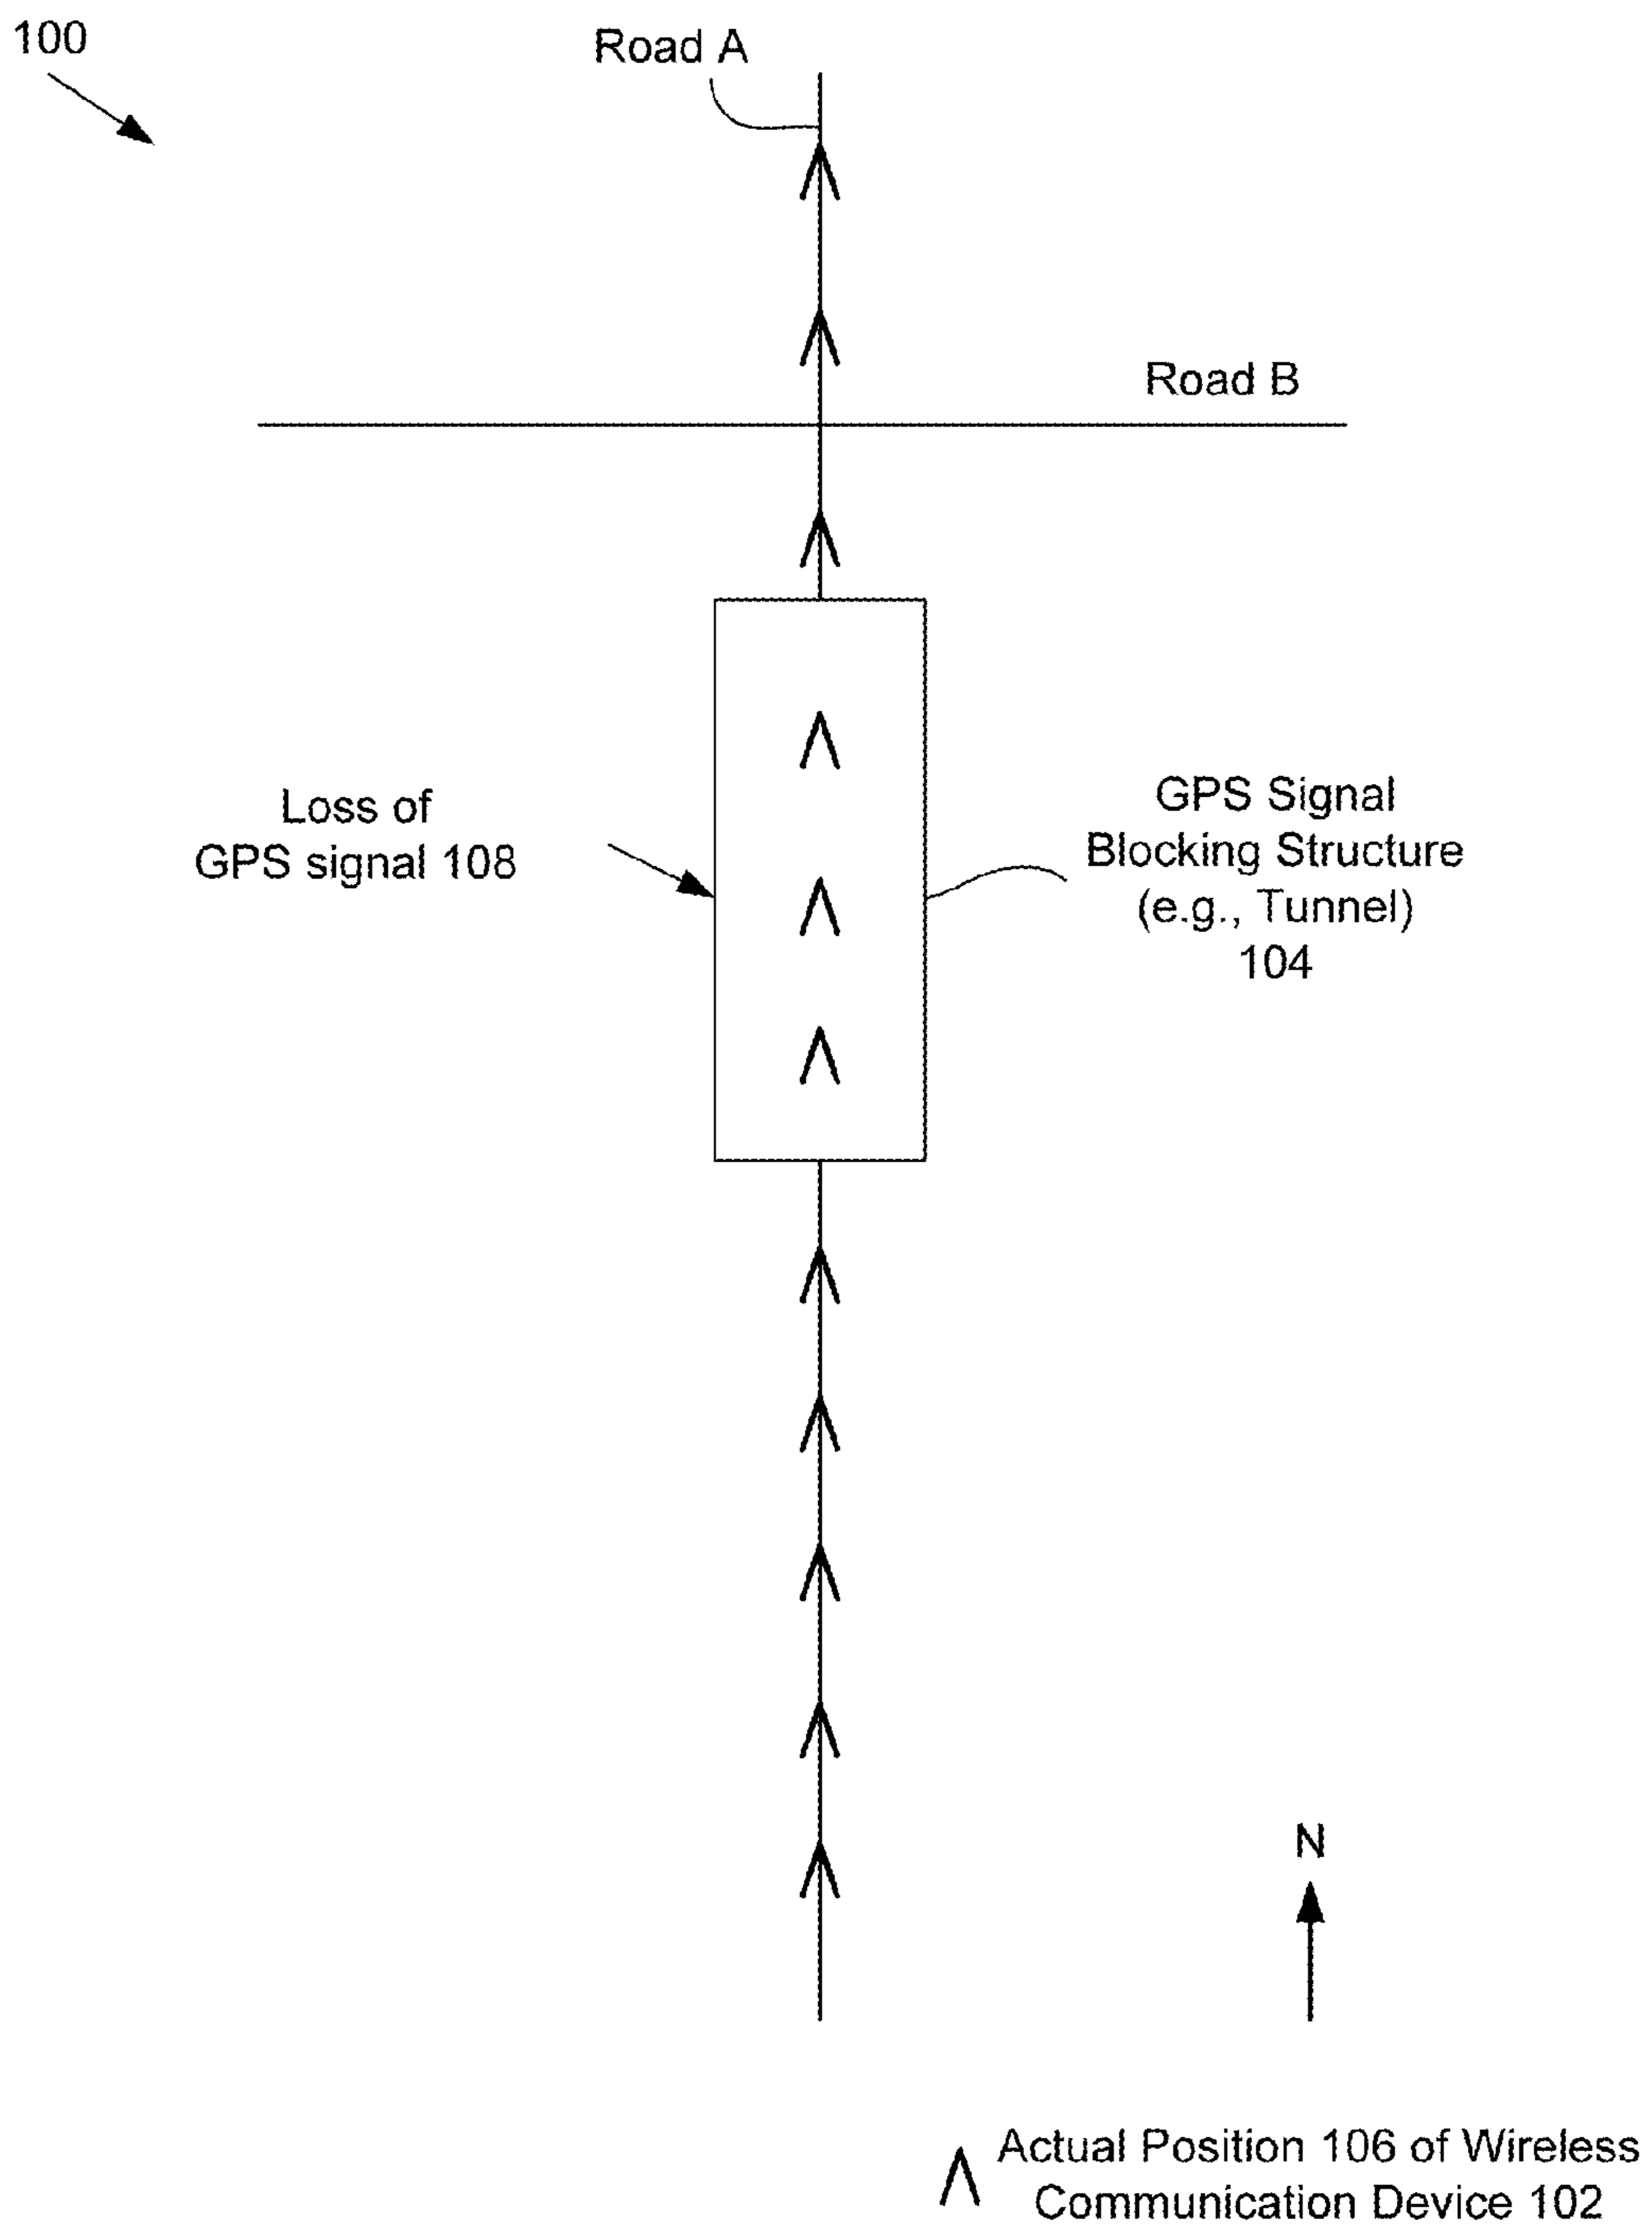 100
Road A
Road B
Loss of
GPS signal 108
GPS Signal
Blocking Structure
(e.g., Tunnel)
104
N
Actual Position 106 of Wireless
Communication Device 102